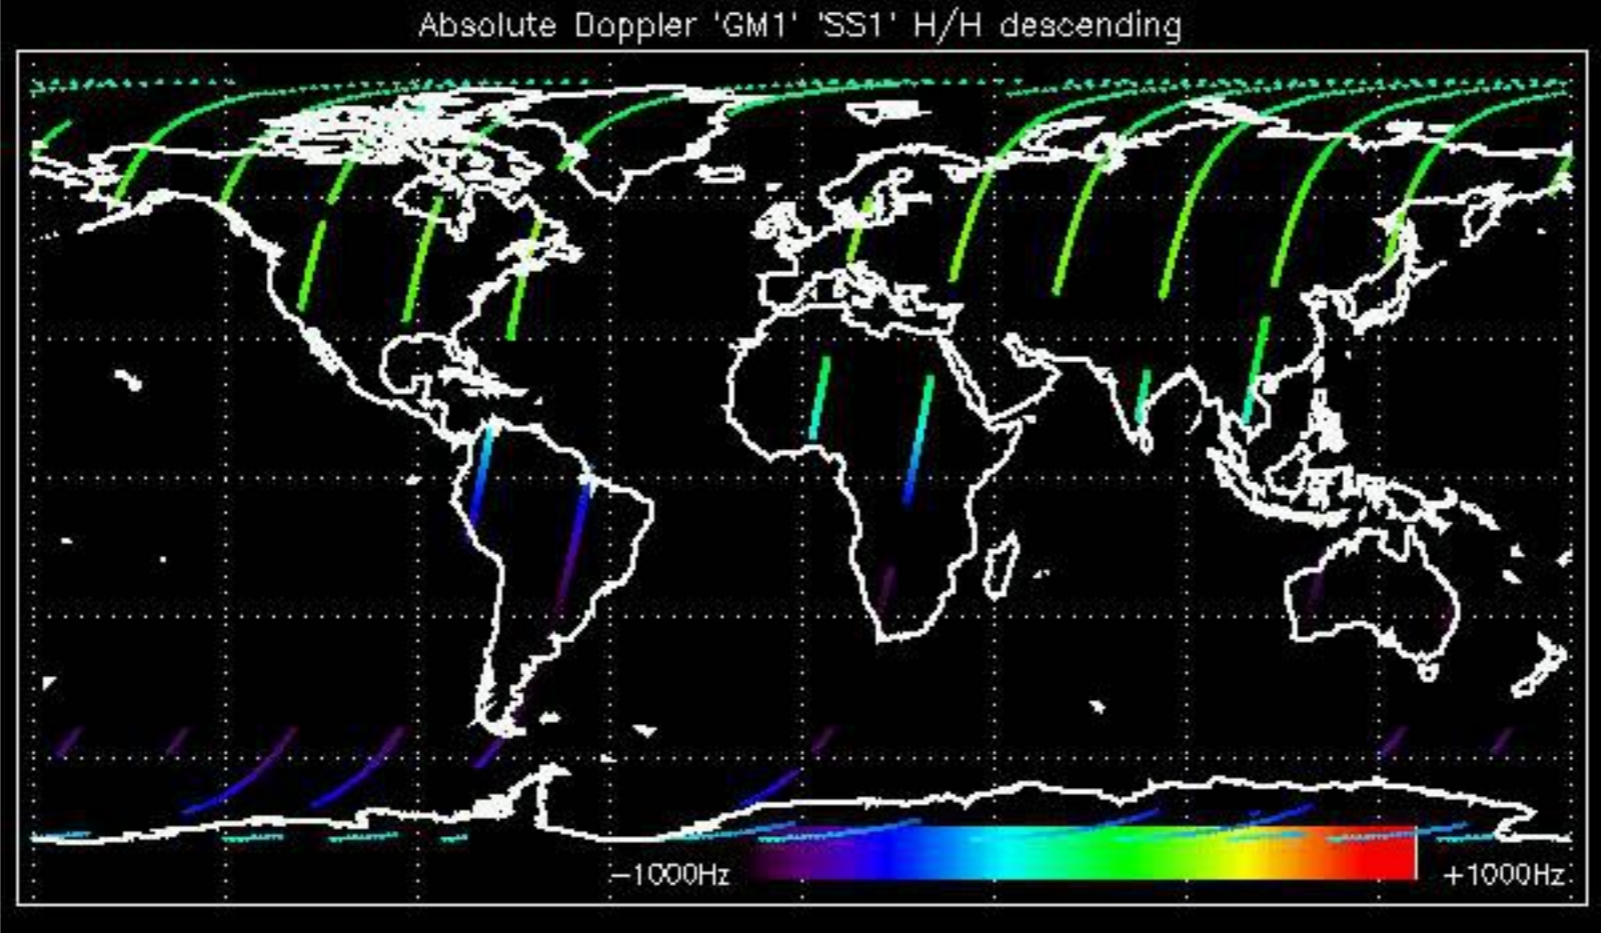 Absolute Doppler 'GM1' 'SS1' H/H descending
−1000Hz
+1000Hz